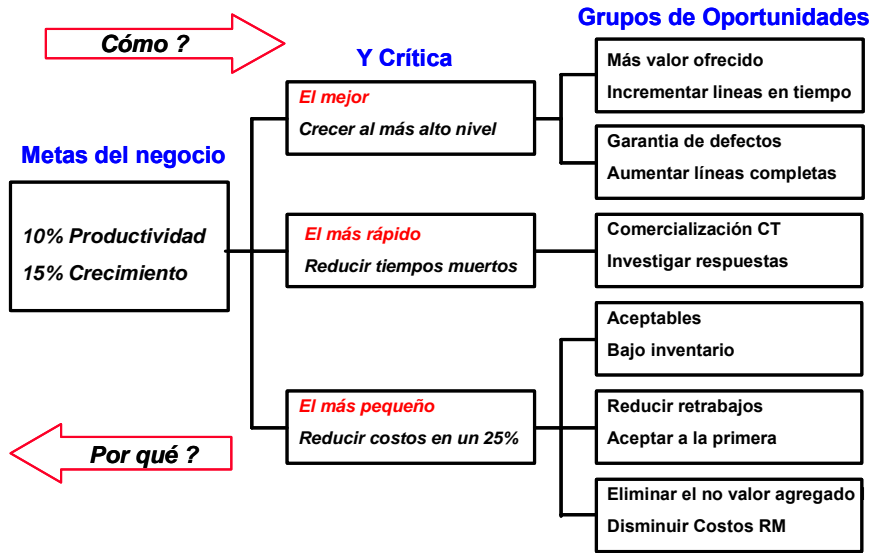 Cómo ?
Grupos de Oportunidades
Y Crítica
Metas del negocio
10% Productividad
15% Crecimiento
El mejor
Crecer al más alto nivel
El más rápido
Reducir tiempos muertos
El más pequeño
Reducir costos en un 25%
Más valor ofrecido
Incrementar lineas en tiempo
Garantia de defectos
Aumentar líneas completas
Comercialización CT
Investigar respuestas
Aceptables
Bajo inventario
Reducir retrabajos
Aceptar a la primera
Eliminar el no valor agregado
Disminuir Costos RM
Por qué ?